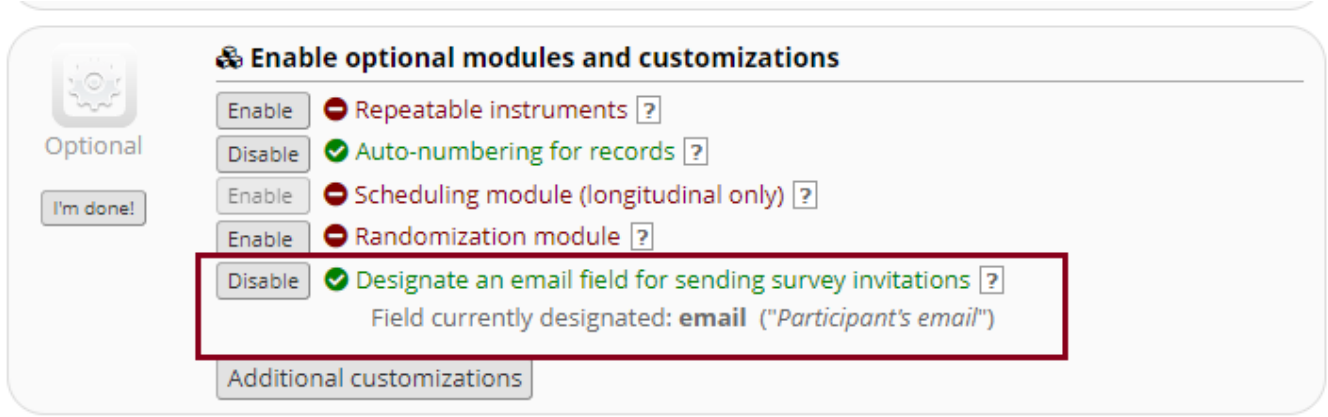 Enable optional modules and customizations
Optional
I'm done!
Enable Repeatable instruments ?
Disable Auto-numbering for records ?
Enable Scheduling module (longitudinal only) ?
Enable Randomization module ?
Disable Designate an email field for sending survey invitations ?
Field currently designated: email ("Participant's email")
Additional customizations